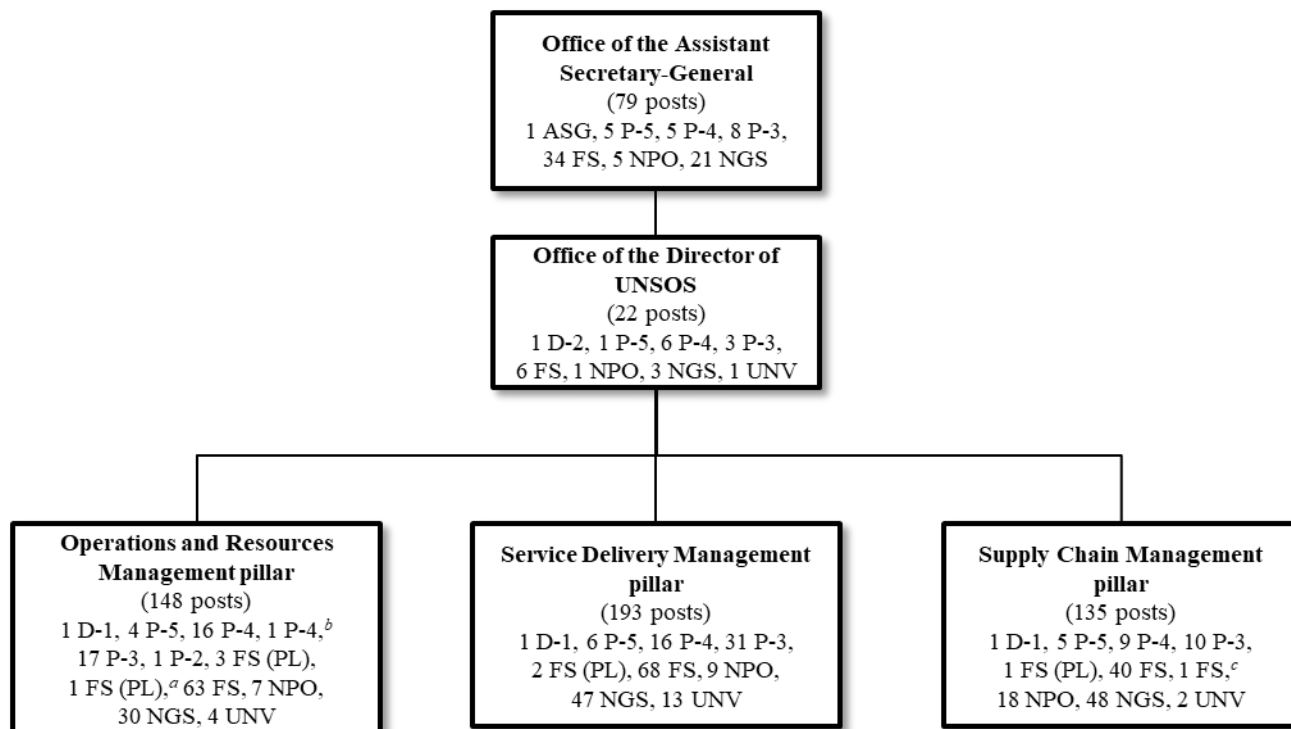 Office of the Assistant
Secretary-General
(79 posts)
1 ASG, 5 P-5, 5 P-4, 8 P-3,
34 FS, 5 NPO, 21 NGS
Office of the Director of
UNSOS
(22 posts)
1 D-2, 1 P-5, 6 P-4, 3 P-3,
6 FS, 1 NPO, 3 NGS, 1 UNV
Operations and Resources
Management pillar
(148 posts)
1 D-1, 4 P-5, 16 P-4, 1 P-4,b
17 P-3, 1 P-2, 3 FS (PL),
1 FS (PL),a 63 FS, 7 NPO,
30 NGS, 4 UNV
Service Delivery Management
pillar
(193 posts)
1 D-1, 6 P-5, 16 P-4, 31 P-3,
2 FS (PL), 68 FS, 9 NPO,
47 NGS, 13 UNV
Supply Chain Management
pillar
(135 posts)
1 D-1, 5 P-5, 9 P-4, 10 P-3,
1 FS (PL), 40 FS, 1 FS,c
18 NPO, 48 NGS, 2 UNV